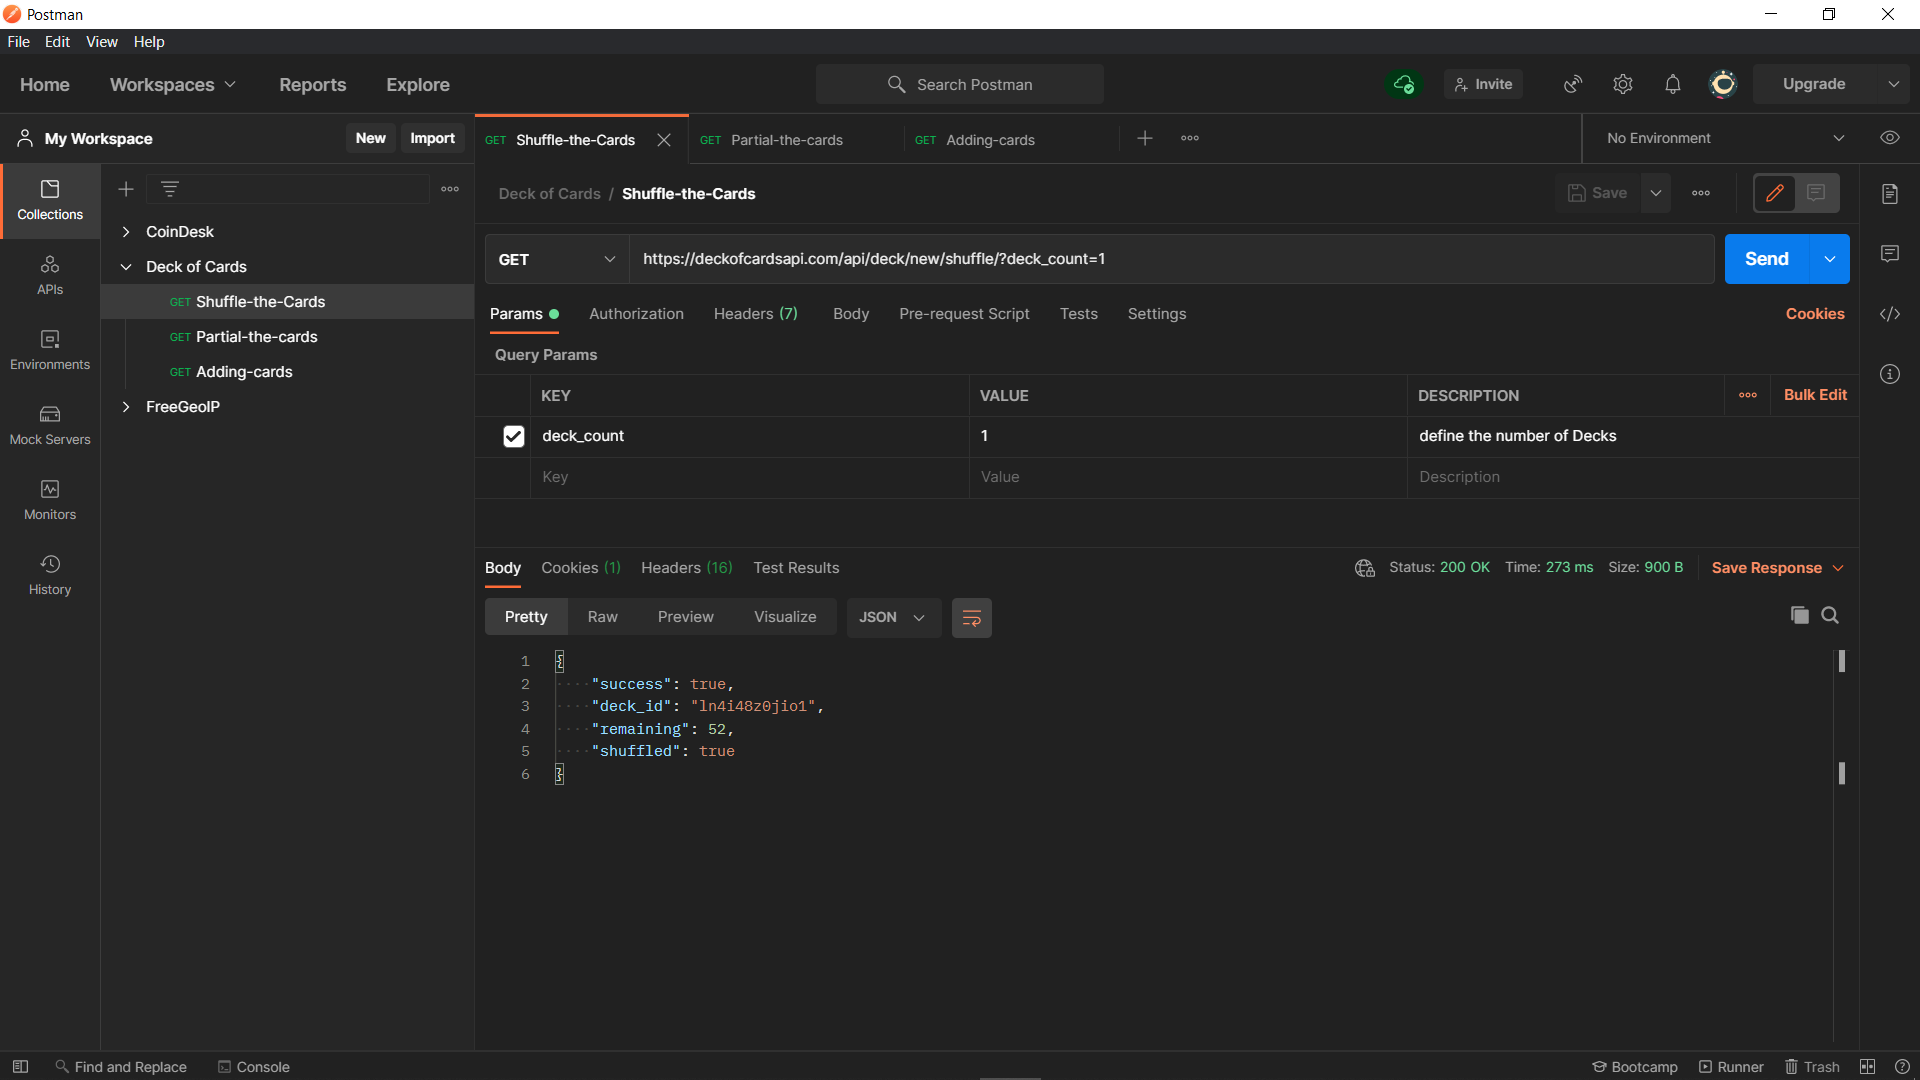 Postman
File Edit View Help
Home Workspaces Reports Explore Search Postman Invite Upgrade
My Workspace New Import GET Shuffle-the-Cards GET Partial-the-cards GET Adding-cards No Environment
Collections
APIs
Environments
Mock Servers
Monitors
History
CoinDesk
Deck of Cards
GET Shuffle-the-Cards
GET Partial-the-cards
GET Adding-cards
FreeGeoIP
Deck of Cards / Shuffle-the-Cards Save
GET https://deckofcardsapi.com/api/deck/new/shuffle/?deck_count=1 Send
Params Authorization Headers (7) Body Pre-request Script Tests Settings Cookies
Query Params
KEY VALUE DESCRIPTION Bulk Edit
deck_count 1 define the number of Decks
Key Value Description
Body Cookies (1) Headers (16) Test Results Status: 200 OK Time: 273 ms Size: 900 B Save Response
Pretty Raw Preview Visualize JSON
1 {
2 "success": true,
3 "deck_id": "ln4i48z0jio1",
4 "remaining": 52,
5 "shuffled": true
6 }
Find and Replace Console Bootcamp Runner Trash